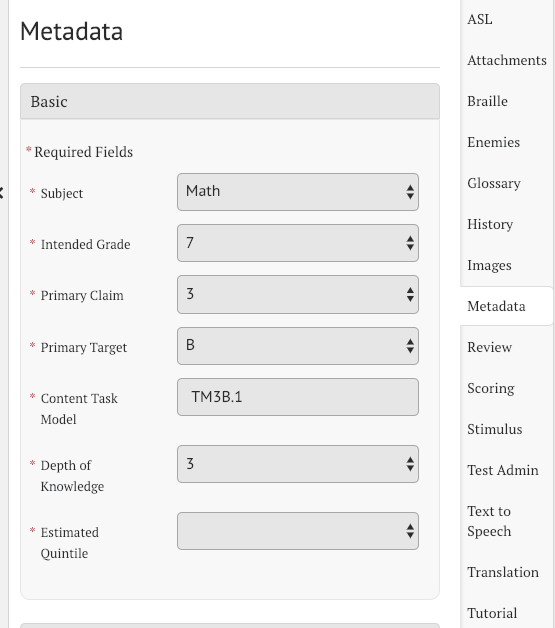 Metadata
Basic
* Required Fields
* Subject
Math
* Intended Grade
7
* Primary Claim
3
* Primary Target
B
* Content Task
Model
TM3B.1
* Depth of
Knowledge
3
* Estimated
Quintile
ASL
Attachments
Braille
Enemies
Glossary
History
Images
Metadata
Review
Scoring
Stimulus
Test Admin
Text to
Speech
Translation
Tutorial